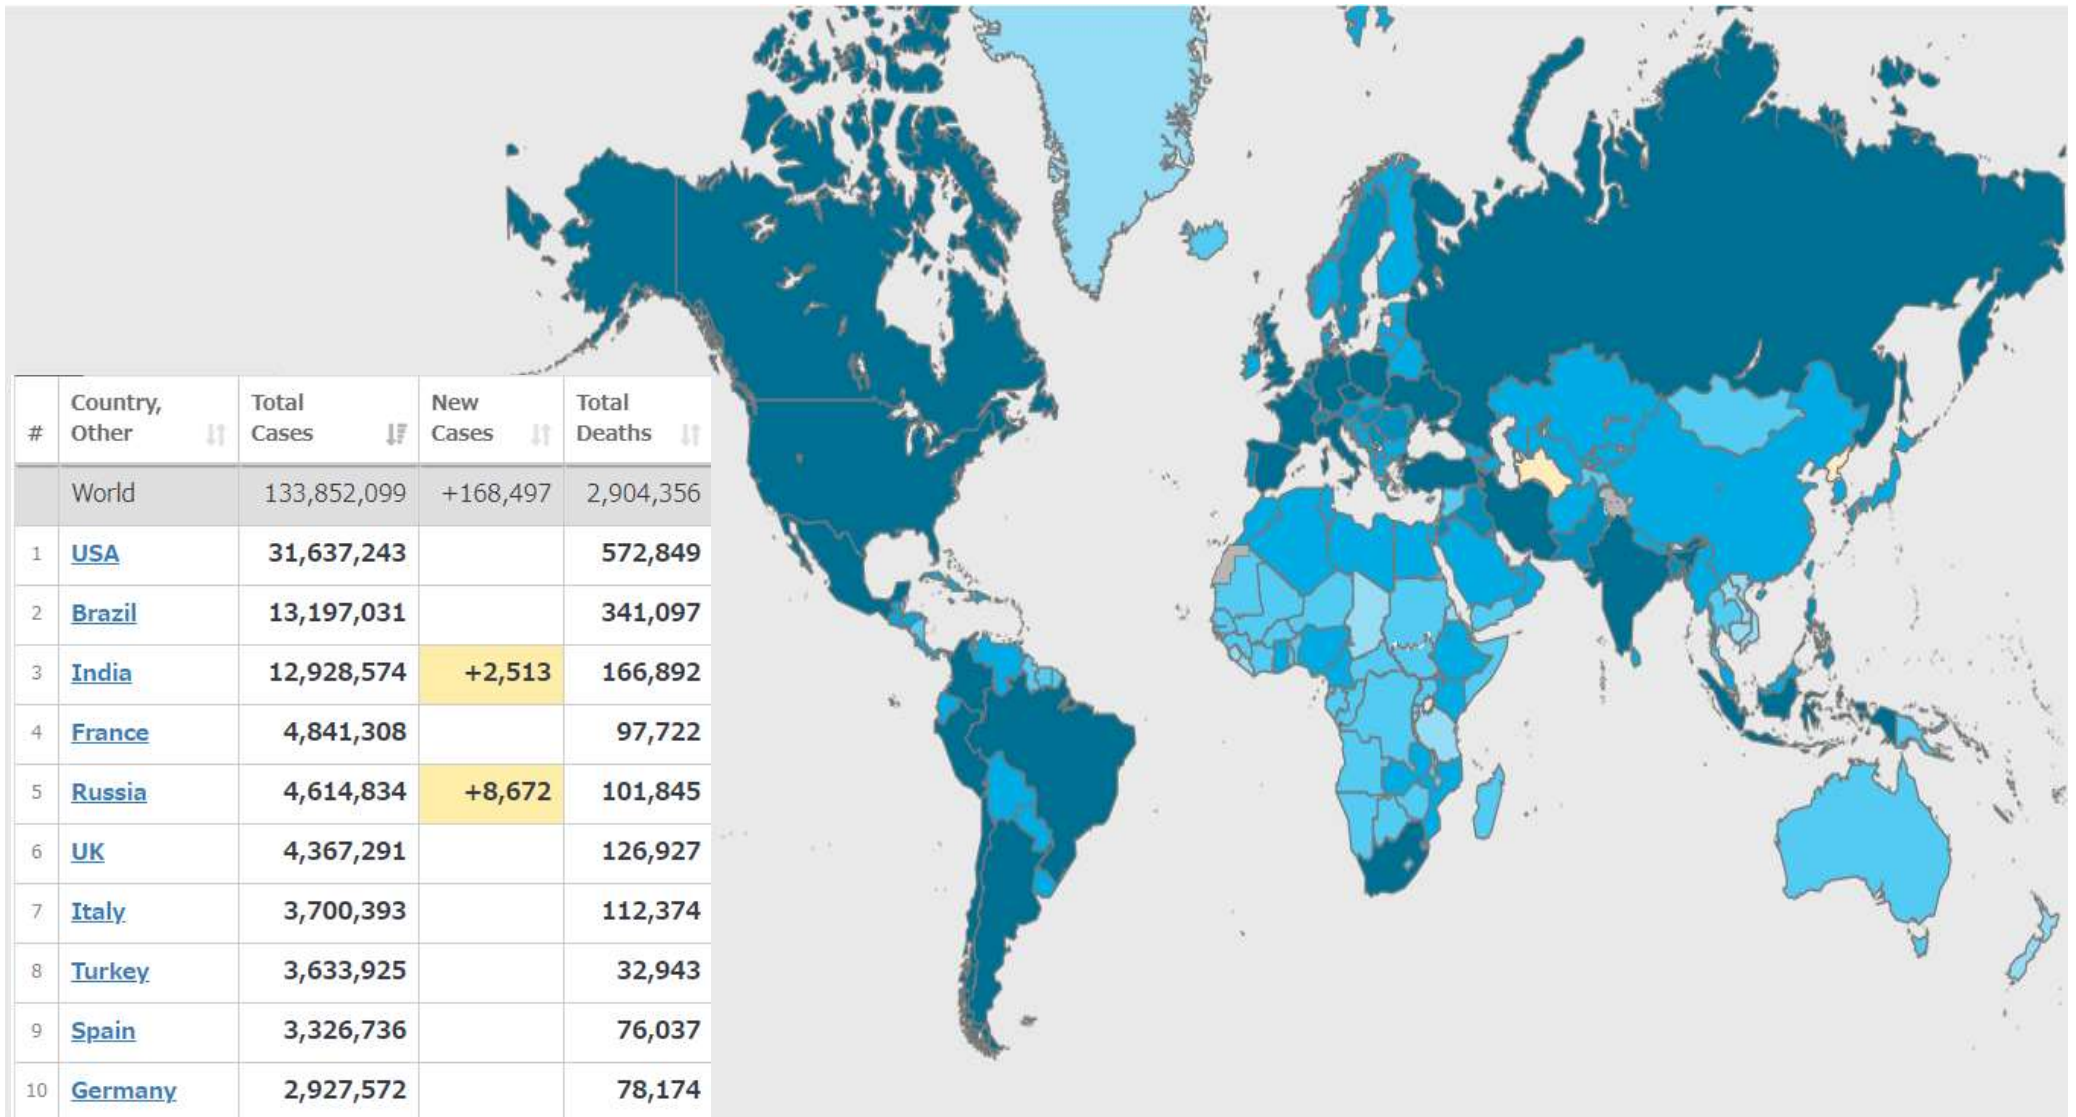 # Country, Other Total Cases New Cases Total Deaths
World 133,852,099 +168,497 2,904,356
1 USA 31,637,243 572,849
2 Brazil 13,197,031 341,097
3 India 12,928,574 +2,513 166,892
4 France 4,841,308 97,722
5 Russia 4,614,834 +8,672 101,845
6 UK 4,367,291 126,927
7 Italy 3,700,393 112,374
8 Turkey 3,633,925 32,943
9 Spain 3,326,736 76,037
10 Germany 2,927,572 78,174